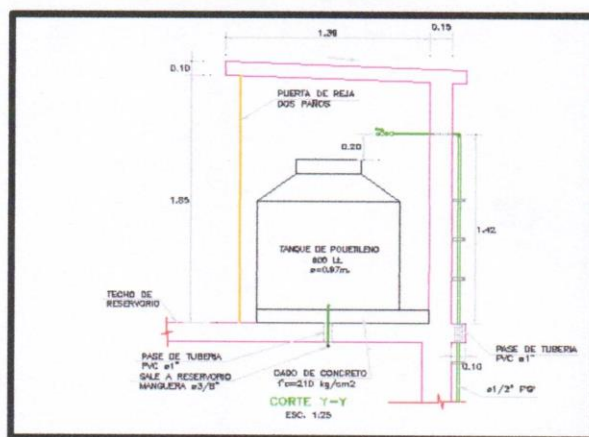 1.36
0.15
0.10
PUERTA DE REJA
DOS PAÑOS
0.20
1.85
1.42
TANQUE DE POLIETILENO
600 Lt.
ø=0.97m.
TECHO DE
RESERVORIO
PASE DE TUBERIA
PVC ø1"
SALE A RESERVORIO
MANGUERA ø3/8"
DADO DE CONCRETO
f'c=210 kg/cm2
PASE DE TUBERIA
PVC ø1"
0.10
ø1/2" FºGº
CORTE Y-Y
ESC. 1:25